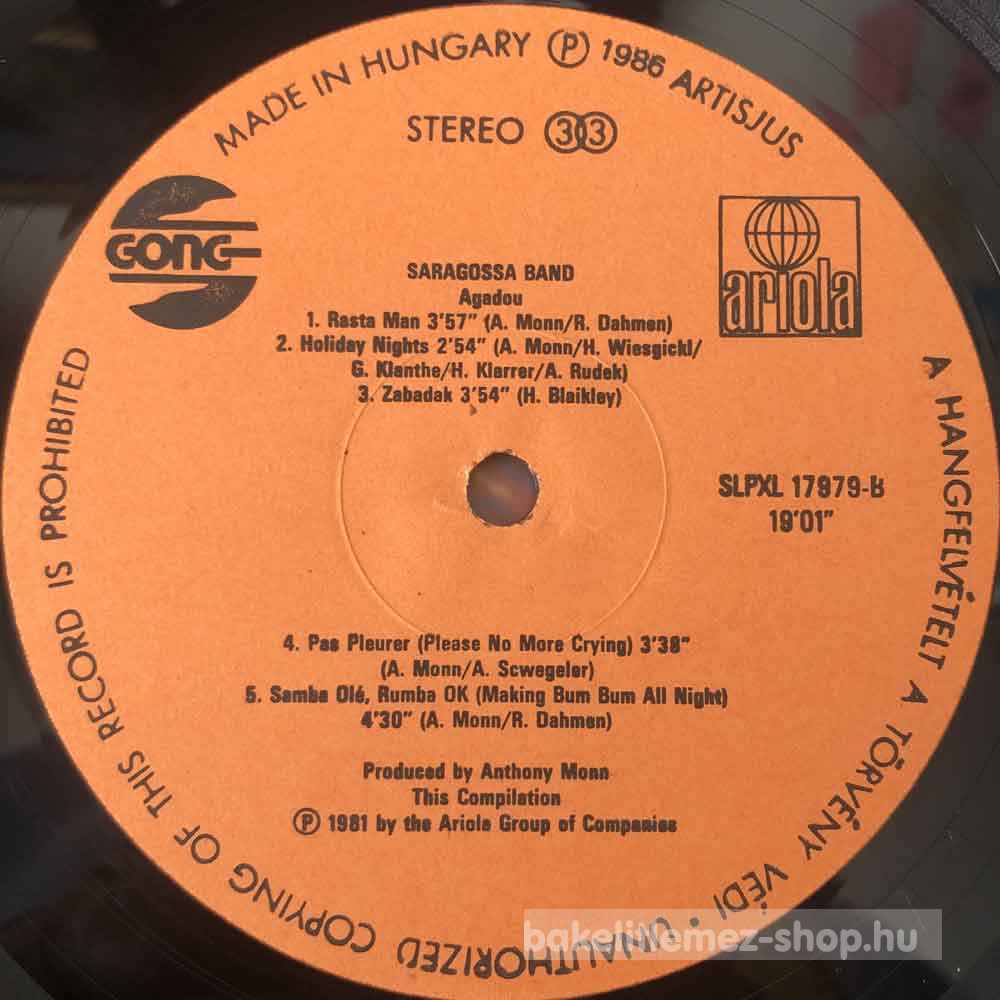 MADE IN HUNGARY Ⓟ 1986 ARTISJUS
STEREO 33
GONG
ariola
SARAGOSSA BAND
Agadou
1. Rasta Man 3'57" (A. Monn/R. Dahmen)
2. Holiday Nights 2'54" (A. Monn/H. Wiesgickl/
G. Klanthe/H. Klarrer/A. Rudek)
3. Zabadak 3'54" (H. Blaikley)
SLPXL 17979-B
19'01"
4. Pas Pleurer (Please No More Crying) 3'38"
(A. Monn/A. Scwegeler)
5. Samba Olé, Rumba OK (Making Bum Bum All Night)
4'30" (A. Monn/R. Dahmen)
Produced by Anthony Monn
This Compilation
Ⓟ 1981 by the Ariola Group of Companies
A HANGFELVÉTELT A TÖRVÉNY VÉDI • UNAUTHORIZED COPYING OF THIS RECORD IS PROHIBITED
bakelitlemez-shop.hu